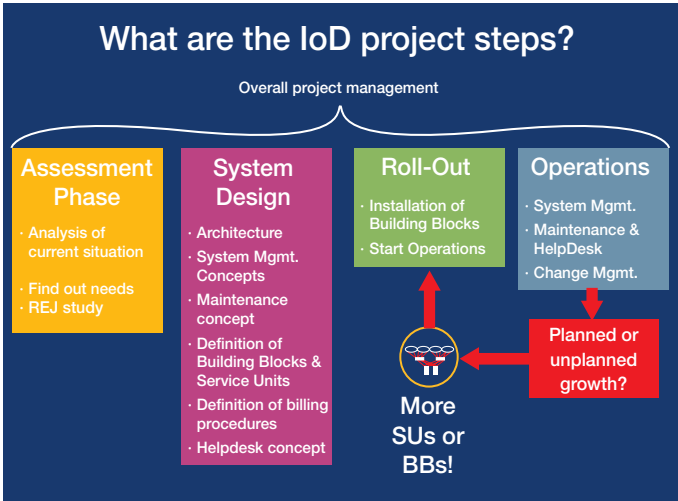 What are the IoD project steps?
Overall project management
Assessment
Phase
· Analysis of
current situation
· Find out needs
· REJ study
System
Design
· Architecture
· System Mgmt.
Concepts
· Maintenance
concept
· Definition of
Building Blocks &
Service Units
· Definition of billing
procedures
· Helpdesk concept
Roll-Out
· Installation of
Building Blocks
· Start Operations
Operations
· System Mgmt.
· Maintenance &
HelpDesk
· Change Mgmt.
Planned or
unplanned
growth?
More
SUs or
BBs!